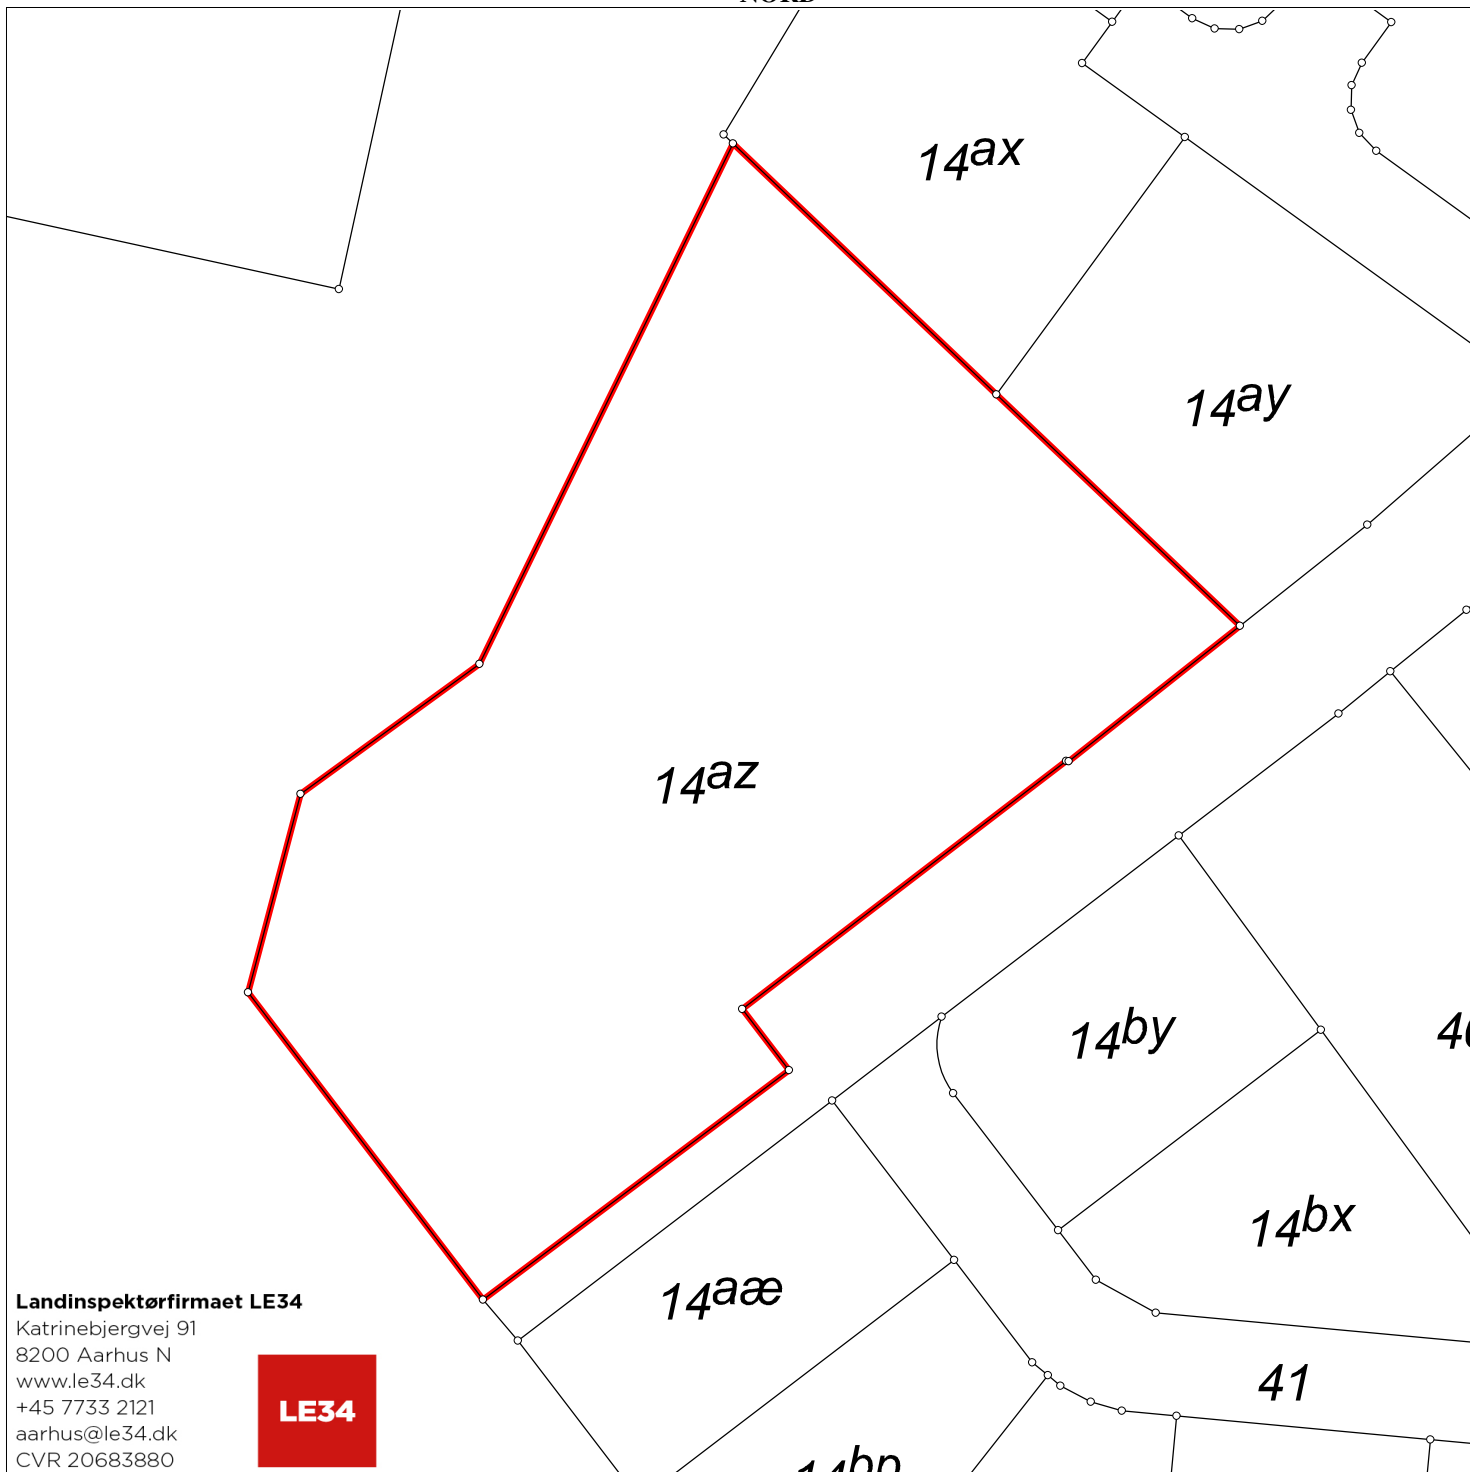 NORD
14ax
14ay
14az
14by
14bx
14aæ
41
Landinspektørfirmaet LE34
Katrinebjergvej 91
8200 Aarhus N
www.le34.dk
+45 7733 2121
aarhus@le34.dk
CVR 20683880
LE34